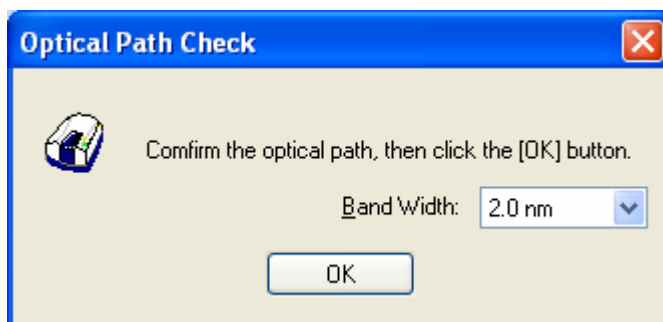 Optical Path Check
Comfirm the optical path, then click the [OK] button.
Band Width: 2.0 nm
OK